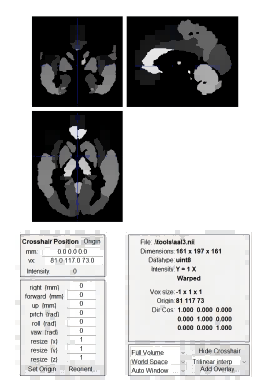 Crosshair Position Origin
mm: 0.0 0.0 0.0
vx: 81.0 117.0 73.0
Intensity 0
right {mm} 0
forward {mm} 0
up {mm} 0
pitch {rad} 0
roll {rad} 0
yaw {rad} 0
resize {x} 1
resize {y} 1
resize {z} 1
Set Origin Reorient...
File: .\tools\aal3.nii
Dimensions: 161 x 197 x 161
Datatype: uint8
Intensity: Y = 1 X
Warped
Vox size: -1 x 1 x 1
Origin: 81 117 73
Dir Cos: 1.000 0.000 0.000
0.000 1.000 0.000
0.000 0.000 1.000
Full Volume Hide Crosshair
World Space Trilinear interp
Auto Window Add Overlay...